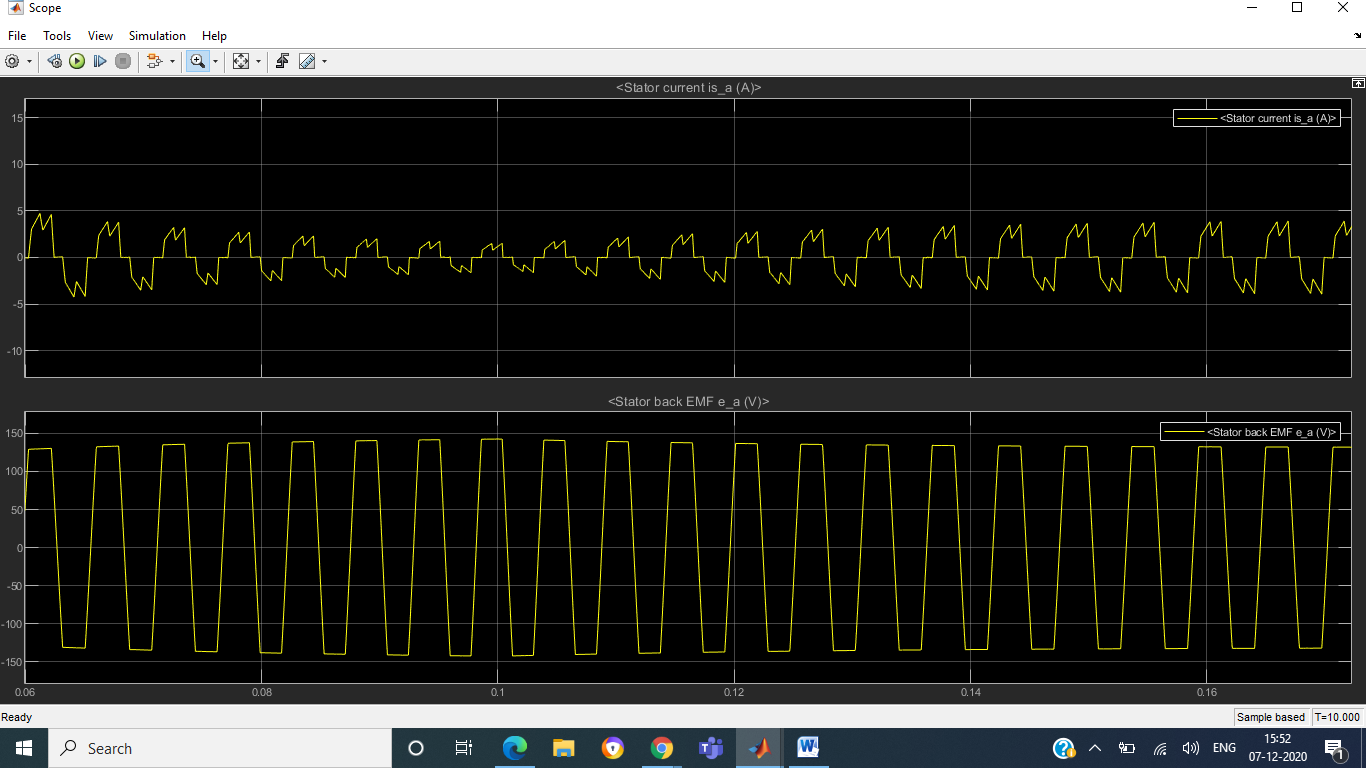 Scope
File Tools View Simulation Help
<Stator current is_a (A)>
<Stator current is_a (A)>
15
10
5
0
-5
-10
<Stator back EMF e_a (V)>
<Stator back EMF e_a (V)>
150
100
50
0
-50
-100
-150
0.06 0.08 0.1 0.12 0.14 0.16
Ready Sample based T=10.000
Search ENG 15:52
07-12-2020 1